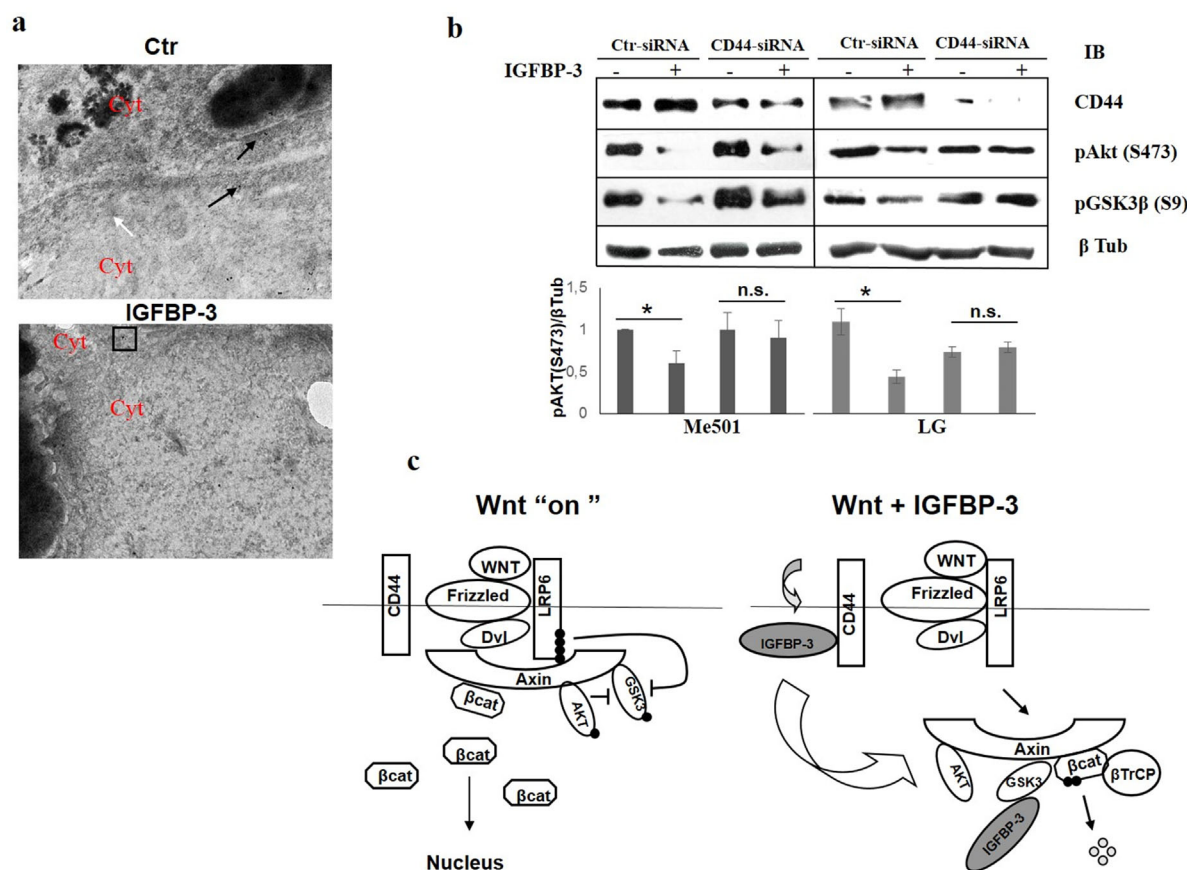 a
Ctr
Cyt
Cyt
IGFBP-3
Cyt
Cyt
b
Ctr-siRNA CD44-siRNA Ctr-siRNA CD44-siRNA IB
IGFBP-3 - + - + - + - +
CD44
pAkt (S473)
pGSK3β (S9)
β Tub
pAKT(S473)/βTub
1,5
1
0,5
0
* n.s. * n.s.
Me501 LG
c
Wnt “on ”
CD44
WNT
Frizzled
Dvl
LRP6
Axin
βcat
AKT
GSK3
βcat
βcat
βcat
Nucleus
Wnt + IGFBP-3
IGFBP-3
CD44
WNT
Frizzled
Dvl
LRP6
Axin
AKT
GSK3
βcat
βTrCP
IGFBP-3